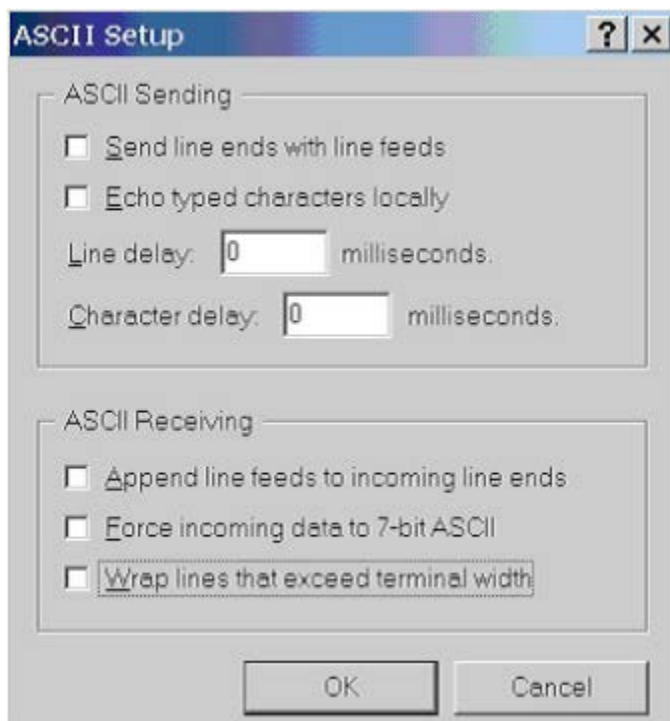 ASCII Setup
ASCII Sending
Send line ends with line feeds
Echo typed characters locally
Line delay: 0 milliseconds.
Character delay: 0 milliseconds.
ASCII Receiving
Append line feeds to incoming line ends
Force incoming data to 7-bit ASCII
Wrap lines that exceed terminal width
OK Cancel